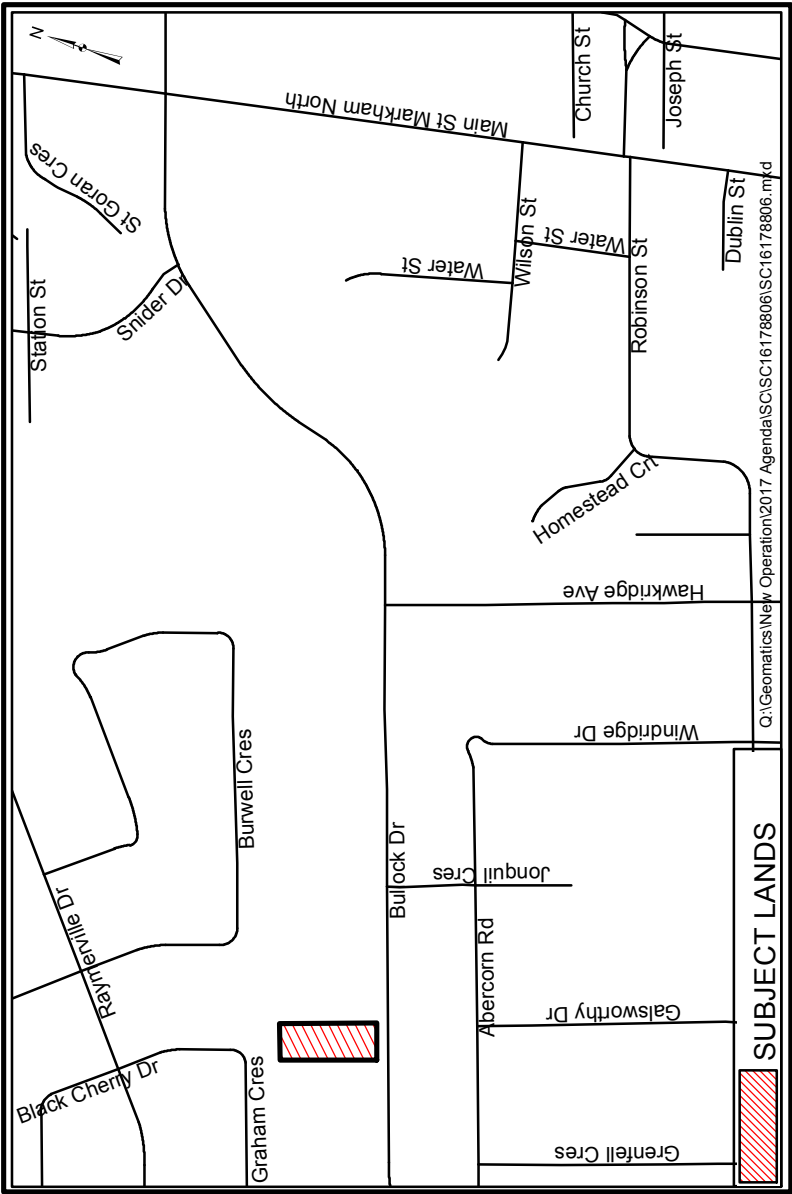 N
Main St Markham North
Church St
Joseph St
St Goran Cres
Station St
Snider Dr
Water St
Wilson St
Water St
Robinson St
Dublin St
Homestead Crt
Hawkridge Ave
Windridge Dr
Burwell Cres
Bullock Dr
Jonquil Cres
Abercorn Rd
Raymerville Dr
Galsworthy Dr
Black Cherry Dr
Graham Cres
Grenfell Cres
SUBJECT LANDS
Q:\Geomatics\New Operation\2017 Agenda\SC\SC16178806\SC16178806.mxd